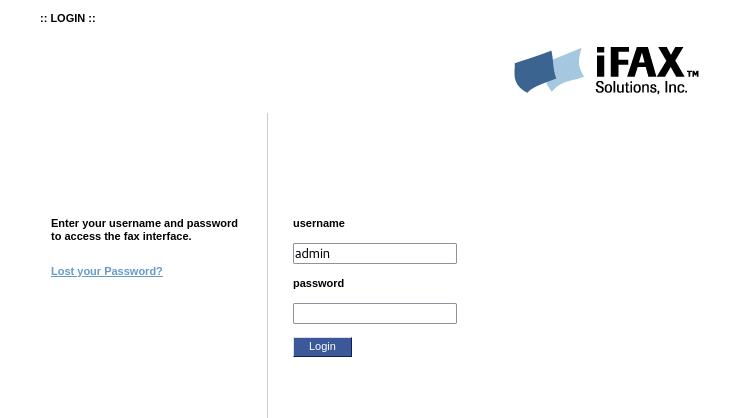 :: LOGIN ::
iFAX™
Solutions, Inc.
Enter your username and password
to access the fax interface.
Lost your Password?
username
admin
password
Login